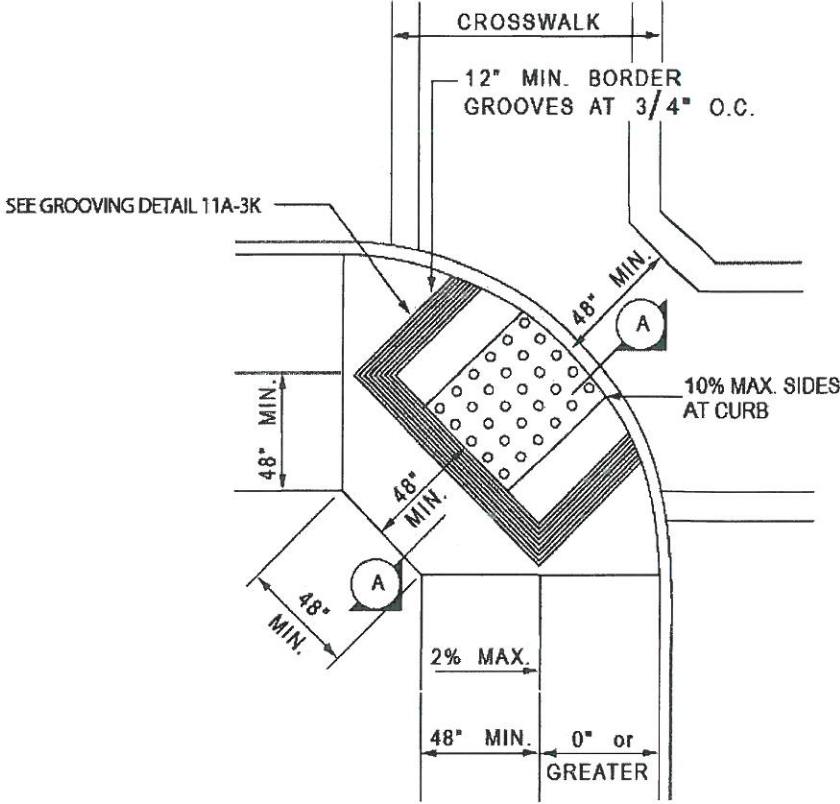 CROSSWALK
12" MIN. BORDER
GROOVES AT 3/4" O.C.
SEE GROOVING DETAIL 11A-3K
48" MIN.
A
10% MAX. SIDES
AT CURB
48" MIN.
48"
MIN.
A
48"
MIN.
2% MAX.
48" MIN.
0" or
GREATER